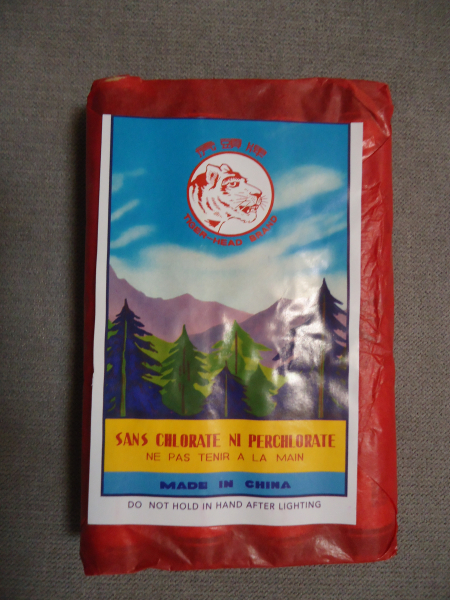 TIGER-HEAD BRAND
SANS CHLORATE NI PERCHLORATE
NE PAS TENIR A LA MAIN
MADE IN CHINA
DO NOT HOLD IN HAND AFTER LIGHTING